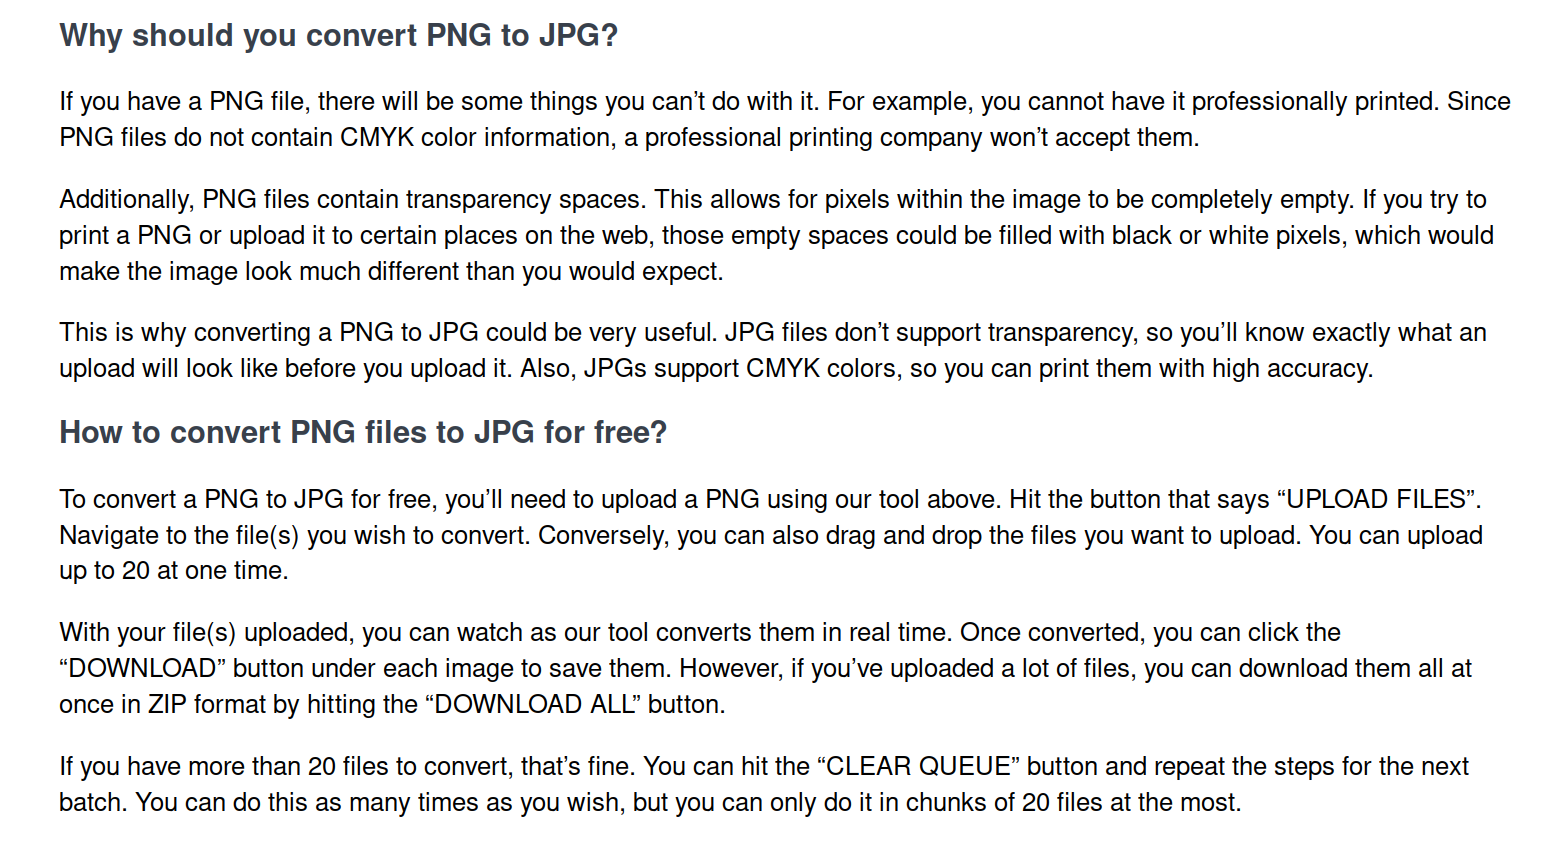 Why should you convert PNG to JPG?
If you have a PNG file, there will be some things you can’t do with it. For example, you cannot have it professionally printed. Since
PNG files do not contain CMYK color information, a professional printing company won’t accept them.
Additionally, PNG files contain transparency spaces. This allows for pixels within the image to be completely empty. If you try to
print a PNG or upload it to certain places on the web, those empty spaces could be filled with black or white pixels, which would
make the image look much different than you would expect.
This is why converting a PNG to JPG could be very useful. JPG files don’t support transparency, so you’ll know exactly what an
upload will look like before you upload it. Also, JPGs support CMYK colors, so you can print them with high accuracy.
How to convert PNG files to JPG for free?
To convert a PNG to JPG for free, you’ll need to upload a PNG using our tool above. Hit the button that says “UPLOAD FILES”.
Navigate to the file(s) you wish to convert. Conversely, you can also drag and drop the files you want to upload. You can upload
up to 20 at one time.
With your file(s) uploaded, you can watch as our tool converts them in real time. Once converted, you can click the
“DOWNLOAD” button under each image to save them. However, if you’ve uploaded a lot of files, you can download them all at
once in ZIP format by hitting the “DOWNLOAD ALL” button.
If you have more than 20 files to convert, that’s fine. You can hit the “CLEAR QUEUE” button and repeat the steps for the next
batch. You can do this as many times as you wish, but you can only do it in chunks of 20 files at the most.